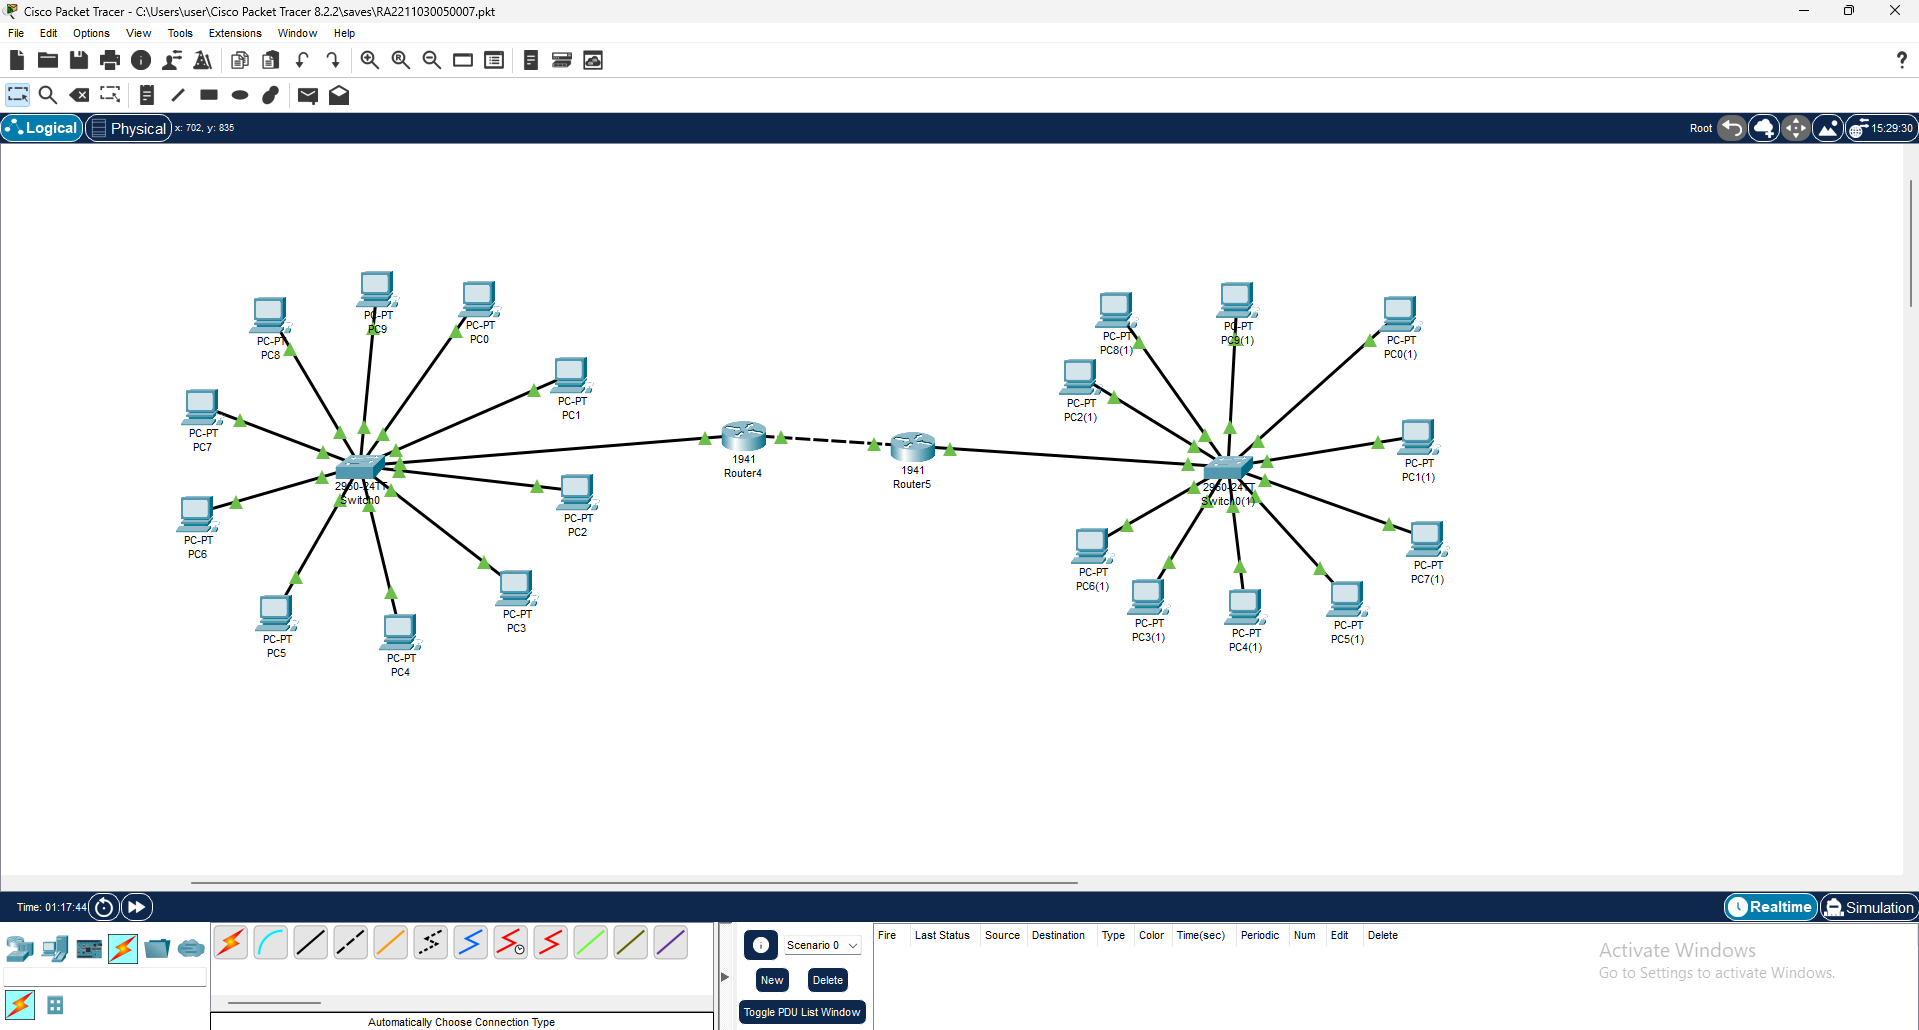 Cisco Packet Tracer - C:\Users\user\Cisco Packet Tracer 8.2.2\saves\RA2211030050007.pkt
File Edit Options View Tools Extensions Window Help
?
Logical Physical x: 702, y: 835 Root 15:29:30
PC-PT
PC8
PC-PT
PC9
PC-PT
PC0
PC-PT
PC1
PC-PT
PC7
2960-24TT
Switch0
PC-PT
PC2
PC-PT
PC6
PC-PT
PC3
PC-PT
PC5
PC-PT
PC4
1941
Router4
1941
Router5
PC-PT
PC8(1)
PC-PT
PC9(1)
PC-PT
PC0(1)
PC-PT
PC2(1)
PC-PT
PC1(1)
2960-24TT
Switch0(1)
PC-PT
PC7(1)
PC-PT
PC6(1)
PC-PT
PC3(1)
PC-PT
PC4(1)
PC-PT
PC5(1)
Time: 01:17:44 Realtime Simulation
Scenario 0
New Delete
Toggle PDU List Window
Fire Last Status Source Destination Type Color Time(sec) Periodic Num Edit Delete
Automatically Choose Connection Type
Activate Windows
Go to Settings to activate Windows.